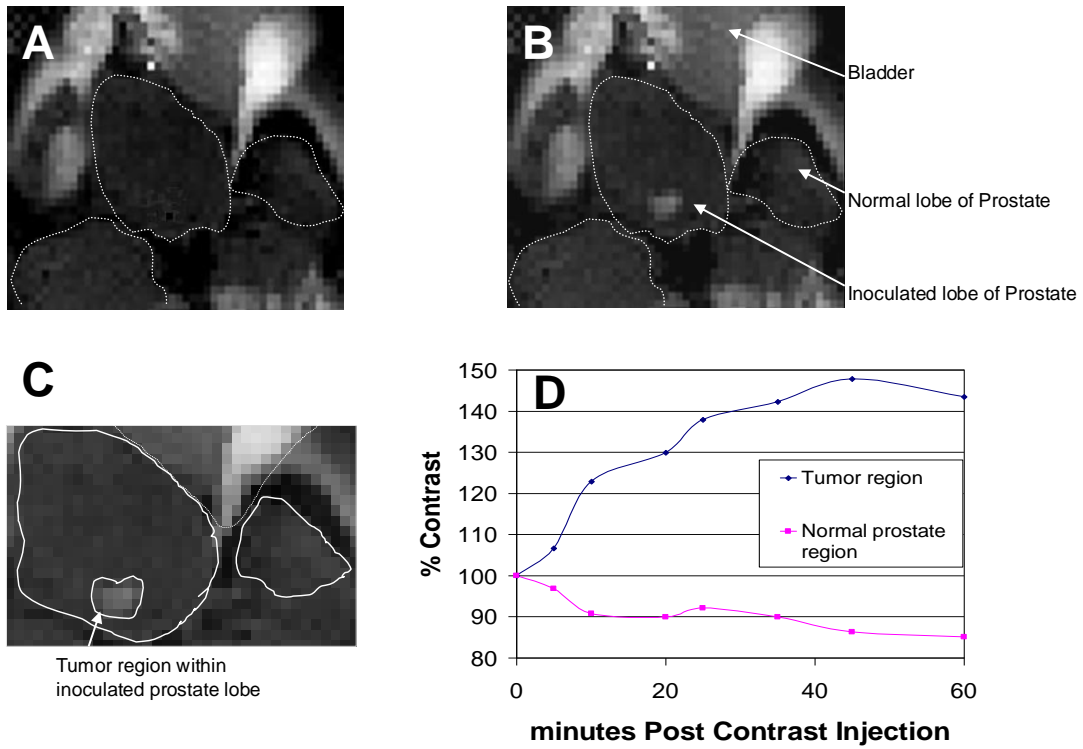 A
B
Bladder
Normal lobe of Prostate
Inoculated lobe of Prostate
C
Tumor region within
inoculated prostate lobe
D
% Contrast
150
140
130
120
110
100
90
80
0
20
40
60
minutes Post Contrast Injection
Tumor region
Normal prostate
region